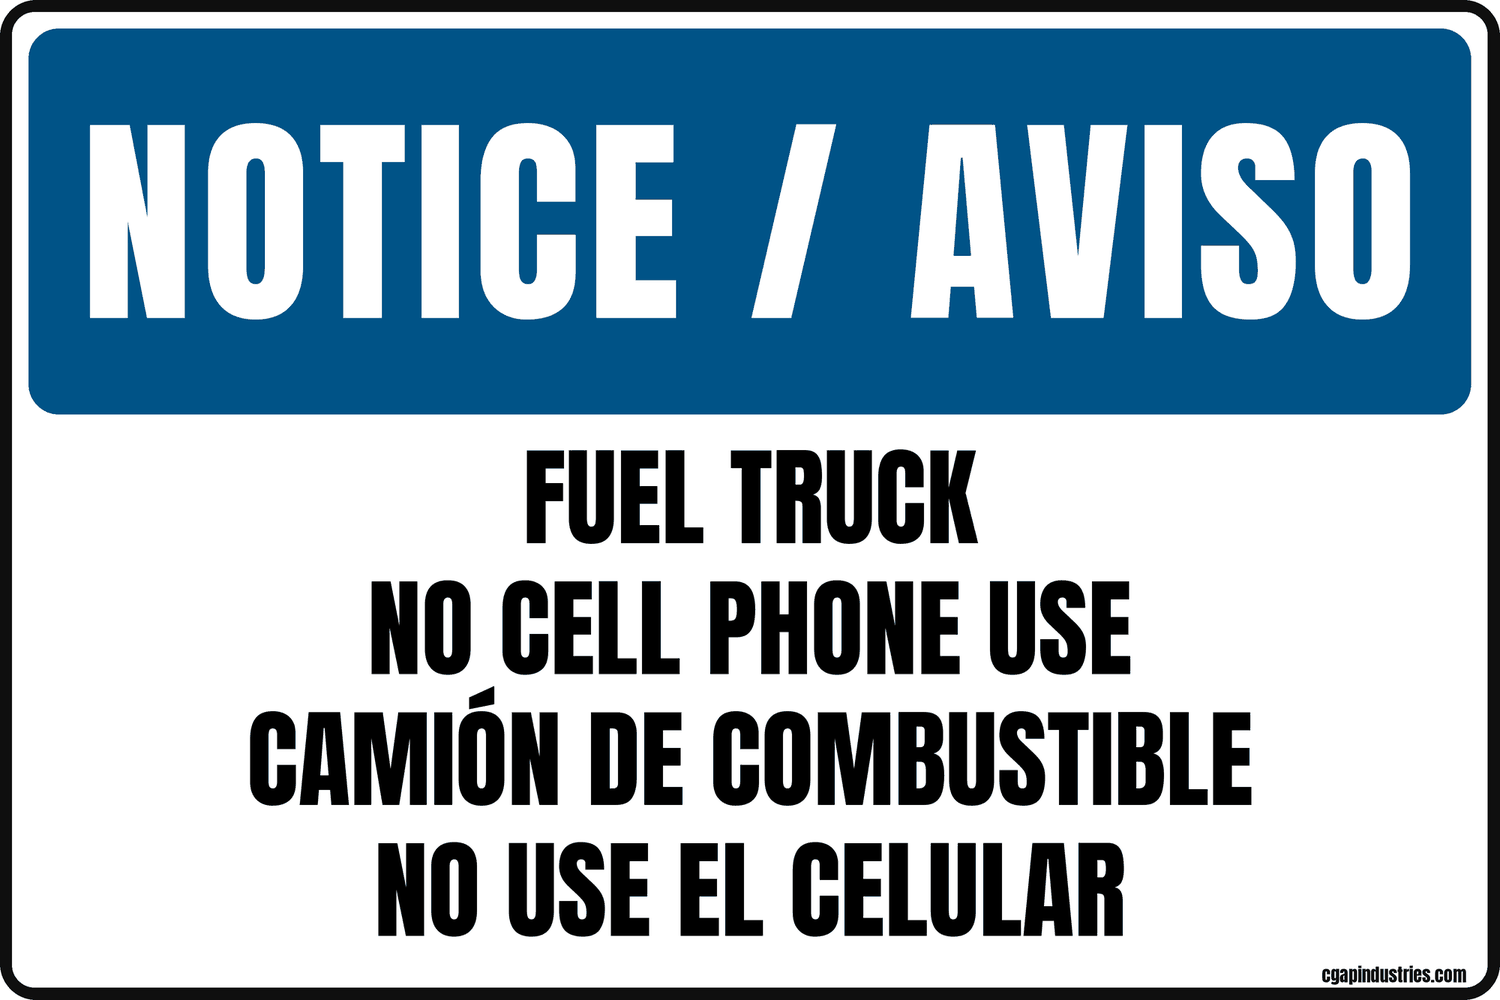 NOTICE / AVISO
FUEL TRUCK
NO CELL PHONE USE
CAMIÓN DE COMBUSTIBLE
NO USE EL CELULAR
cgapindustries.com